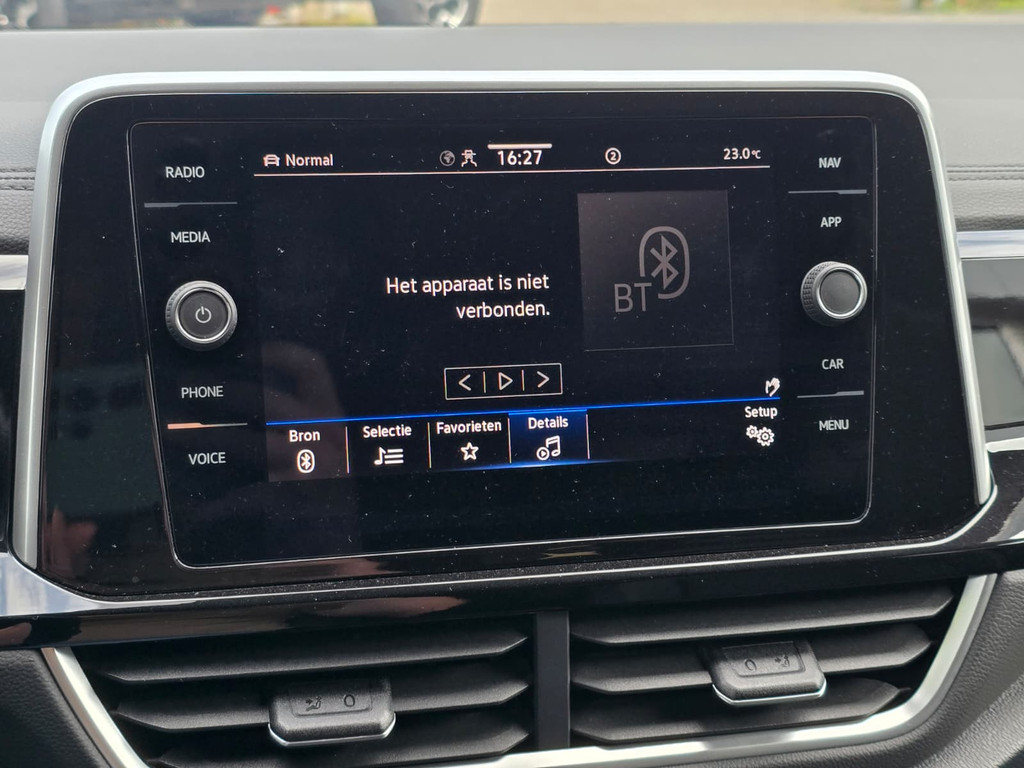 Normal
16:27
2
23.0°C
RADIO
MEDIA
PHONE
VOICE
Het apparaat is niet
verbonden.
BT
NAV
APP
CAR
MENU
Bron
Selectie
Favorieten
Details
Setup